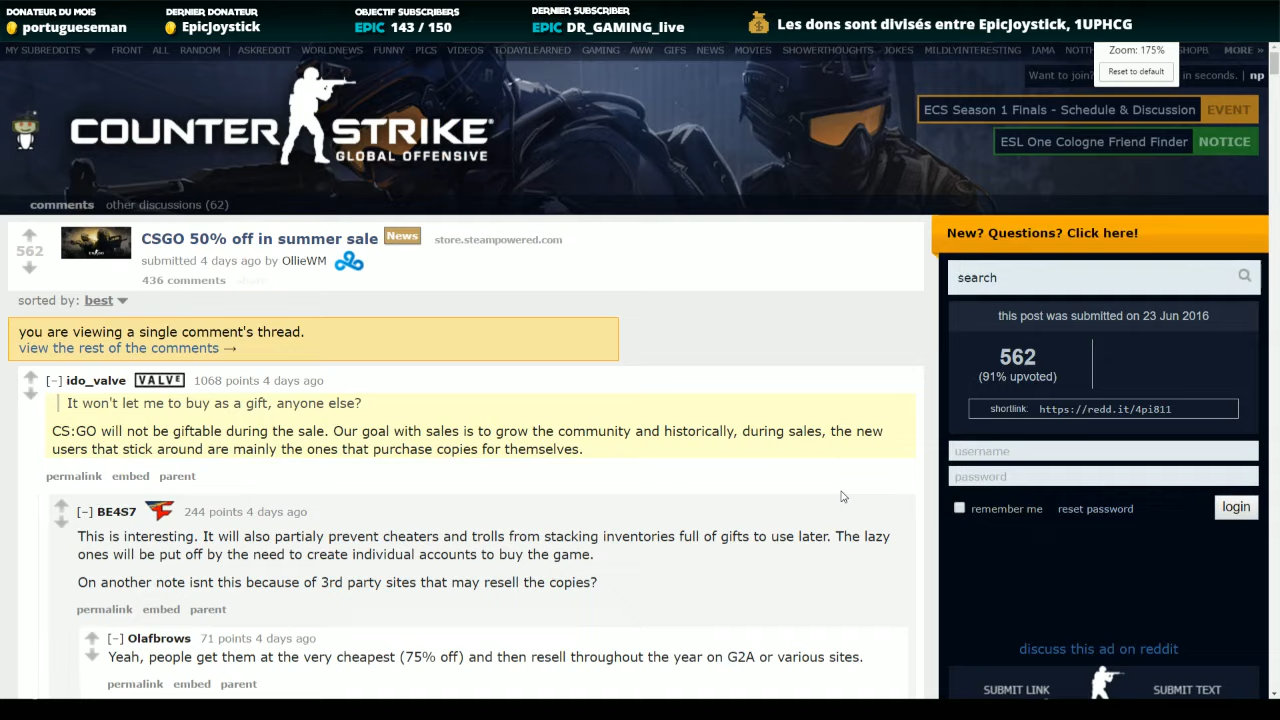 DONATEUR DU MOIS
portugueseman
DERNIER DONATEUR
EpicJoystick
OBJECTIF SUBSCRIBERS
EPIC 143 / 150
DERNIER SUBSCRIBER
EPIC DR_GAMING_live
Les dons sont divisés entre EpicJoystick, 1UPHCG
MY SUBREDDITS FRONT ALL RANDOM | ASKREDDIT WORLDNEWS FUNNY PICS VIDEOS TODAYILEARNED GAMING AWW GIFS NEWS MOVIES SHOWERTHOUGHTS JOKES MILDLYINTERESTING IAMA MORE »
Zoom: 175%
Reset to default
Want to join? in seconds. | np
COUNTER STRIKE
GLOBAL OFFENSIVE
ECS Season 1 Finals - Schedule & Discussion EVENT
ESL One Cologne Friend Finder NOTICE
comments other discussions (62)
562
CSGO 50% off in summer sale News store.steampowered.com
submitted 4 days ago by OllieWM
436 comments share
sorted by: best
you are viewing a single comment's thread.
view the rest of the comments →
[–] ido_valve VALVE 1068 points 4 days ago
It won't let me to buy as a gift, anyone else?
CS:GO will not be giftable during the sale. Our goal with sales is to grow the community and historically, during sales, the new
users that stick around are mainly the ones that purchase copies for themselves.
permalink embed parent
[–] BE4S7 244 points 4 days ago
This is interesting. It will also partialy prevent cheaters and trolls from stacking inventories full of gifts to use later. The lazy
ones will be put off by the need to create individual accounts to buy the game.
On another note isnt this because of 3rd party sites that may resell the copies?
permalink embed parent
[–] Olafbrows 71 points 4 days ago
Yeah, people get them at the very cheapest (75% off) and then resell throughout the year on G2A or various sites.
permalink embed parent
New? Questions? Click here!
search
this post was submitted on 23 Jun 2016
562
(91% upvoted)
shortlink: https://redd.it/4pi811
username
password
remember me reset password login
discuss this ad on reddit
SUBMIT LINK SUBMIT TEXT